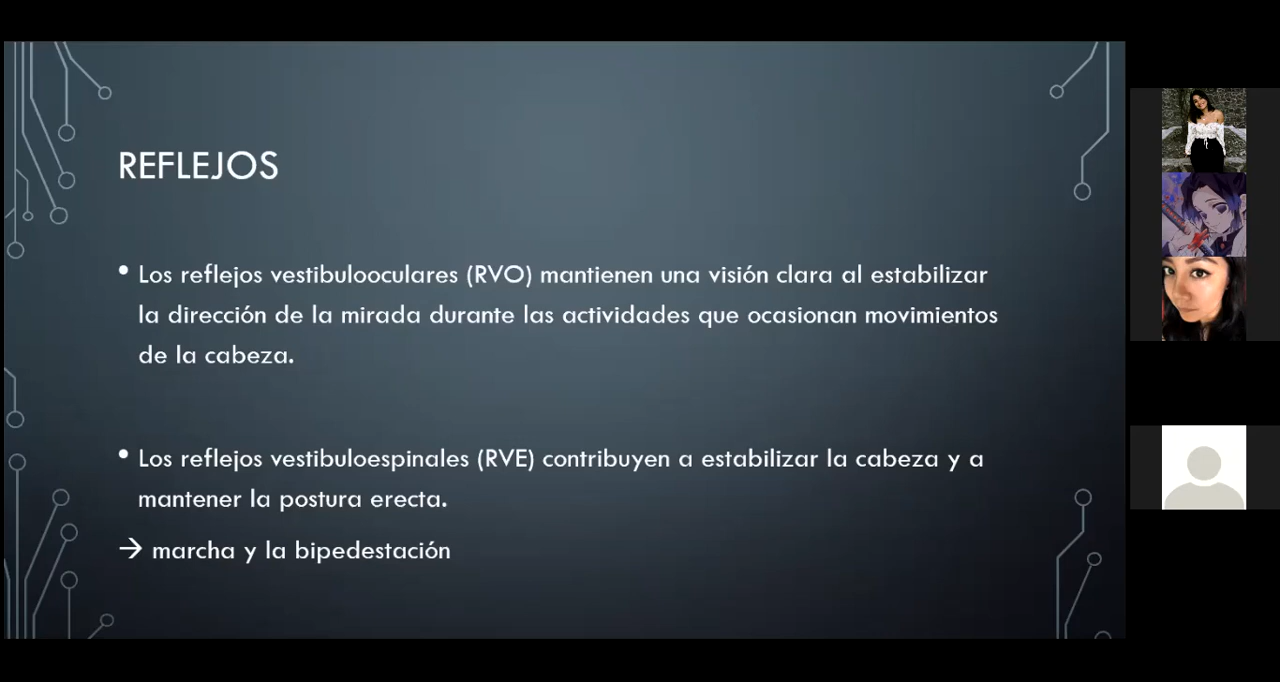 REFLEJOS
• Los reflejos vestibulooculares (RVO) mantienen una visión clara al estabilizar
la dirección de la mirada durante las actividades que ocasionan movimientos
de la cabeza.
• Los reflejos vestibuloespinales (RVE) contribuyen a estabilizar la cabeza y a
mantener la postura erecta.
→ marcha y la bipedestación